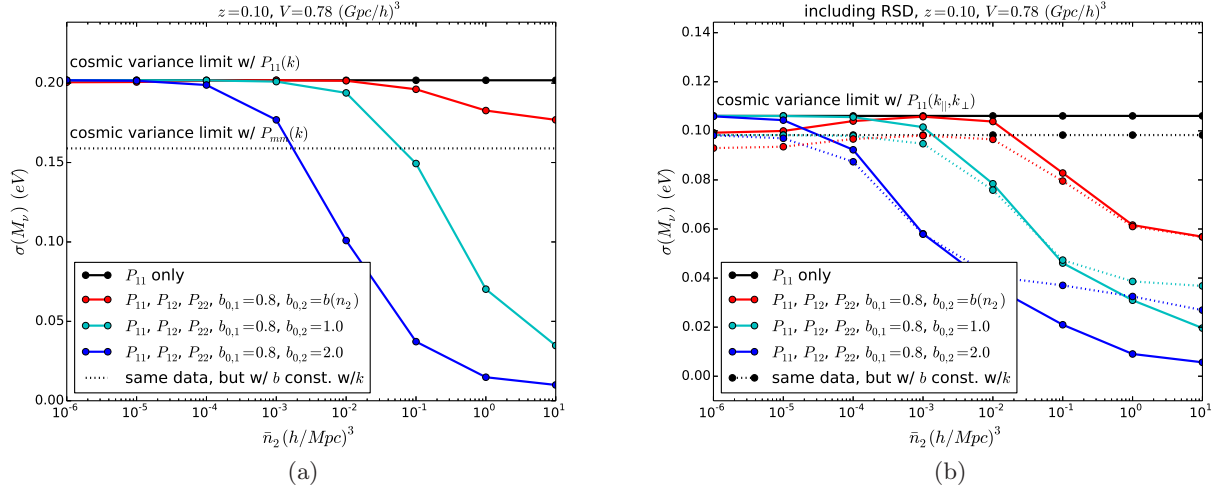 z=0.10, V=0.78 (Gpc/h)^3
cosmic variance limit w/ P_11(k)
cosmic variance limit w/ P_mm(k)
σ(M_ν) (eV)
0.20
0.15
0.10
0.05
0.00
P_11 only
P_11, P_12, P_22, b_0,1=0.8, b_0,2=b(n_2)
P_11, P_12, P_22, b_0,1=0.8, b_0,2=1.0
P_11, P_12, P_22, b_0,1=0.8, b_0,2=2.0
same data, but w/ b const. w/k
10^-6 10^-5 10^-4 10^-3 10^-2 10^-1 10^0 10^1
n̄_2(h/Mpc)^3
(a)
including RSD, z=0.10, V=0.78 (Gpc/h)^3
cosmic variance limit w/ P_11(k_||,k_⊥)
σ(M_ν) (eV)
0.14
0.12
0.10
0.08
0.06
0.04
0.02
0.00
P_11 only
P_11, P_12, P_22, b_0,1=0.8, b_0,2=b(n_2)
P_11, P_12, P_22, b_0,1=0.8, b_0,2=1.0
P_11, P_12, P_22, b_0,1=0.8, b_0,2=2.0
same data, but w/ b const. w/k
10^-6 10^-5 10^-4 10^-3 10^-2 10^-1 10^0 10^1
n̄_2(h/Mpc)^3
(b)